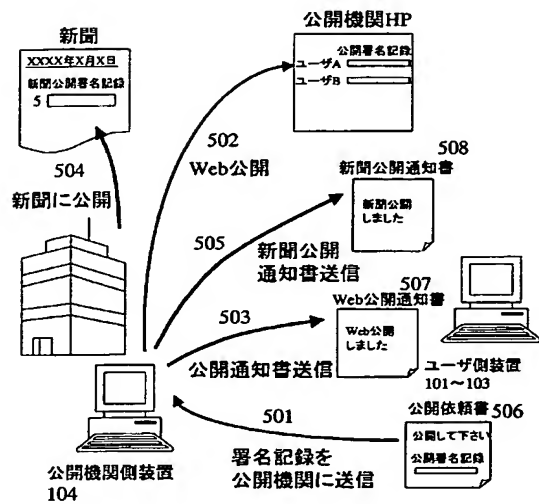 新聞
XXXX年X月X日
新聞公開署名記録
5
公開機関HP
公開署名記録
ユーザA
ユーザB
502
Web公開
504
新聞に公開
508
新聞公開通知書
新聞公開
しました
505
新聞公開
通知書送信
507
Web公開通知書
Web公開
しました
503
公開通知書送信
ユーザ側装置
101~103
501
署名記録を
公開機関に送信
公開依頼書 506
公開して下さい
公開署名記録
公開機関側装置
104